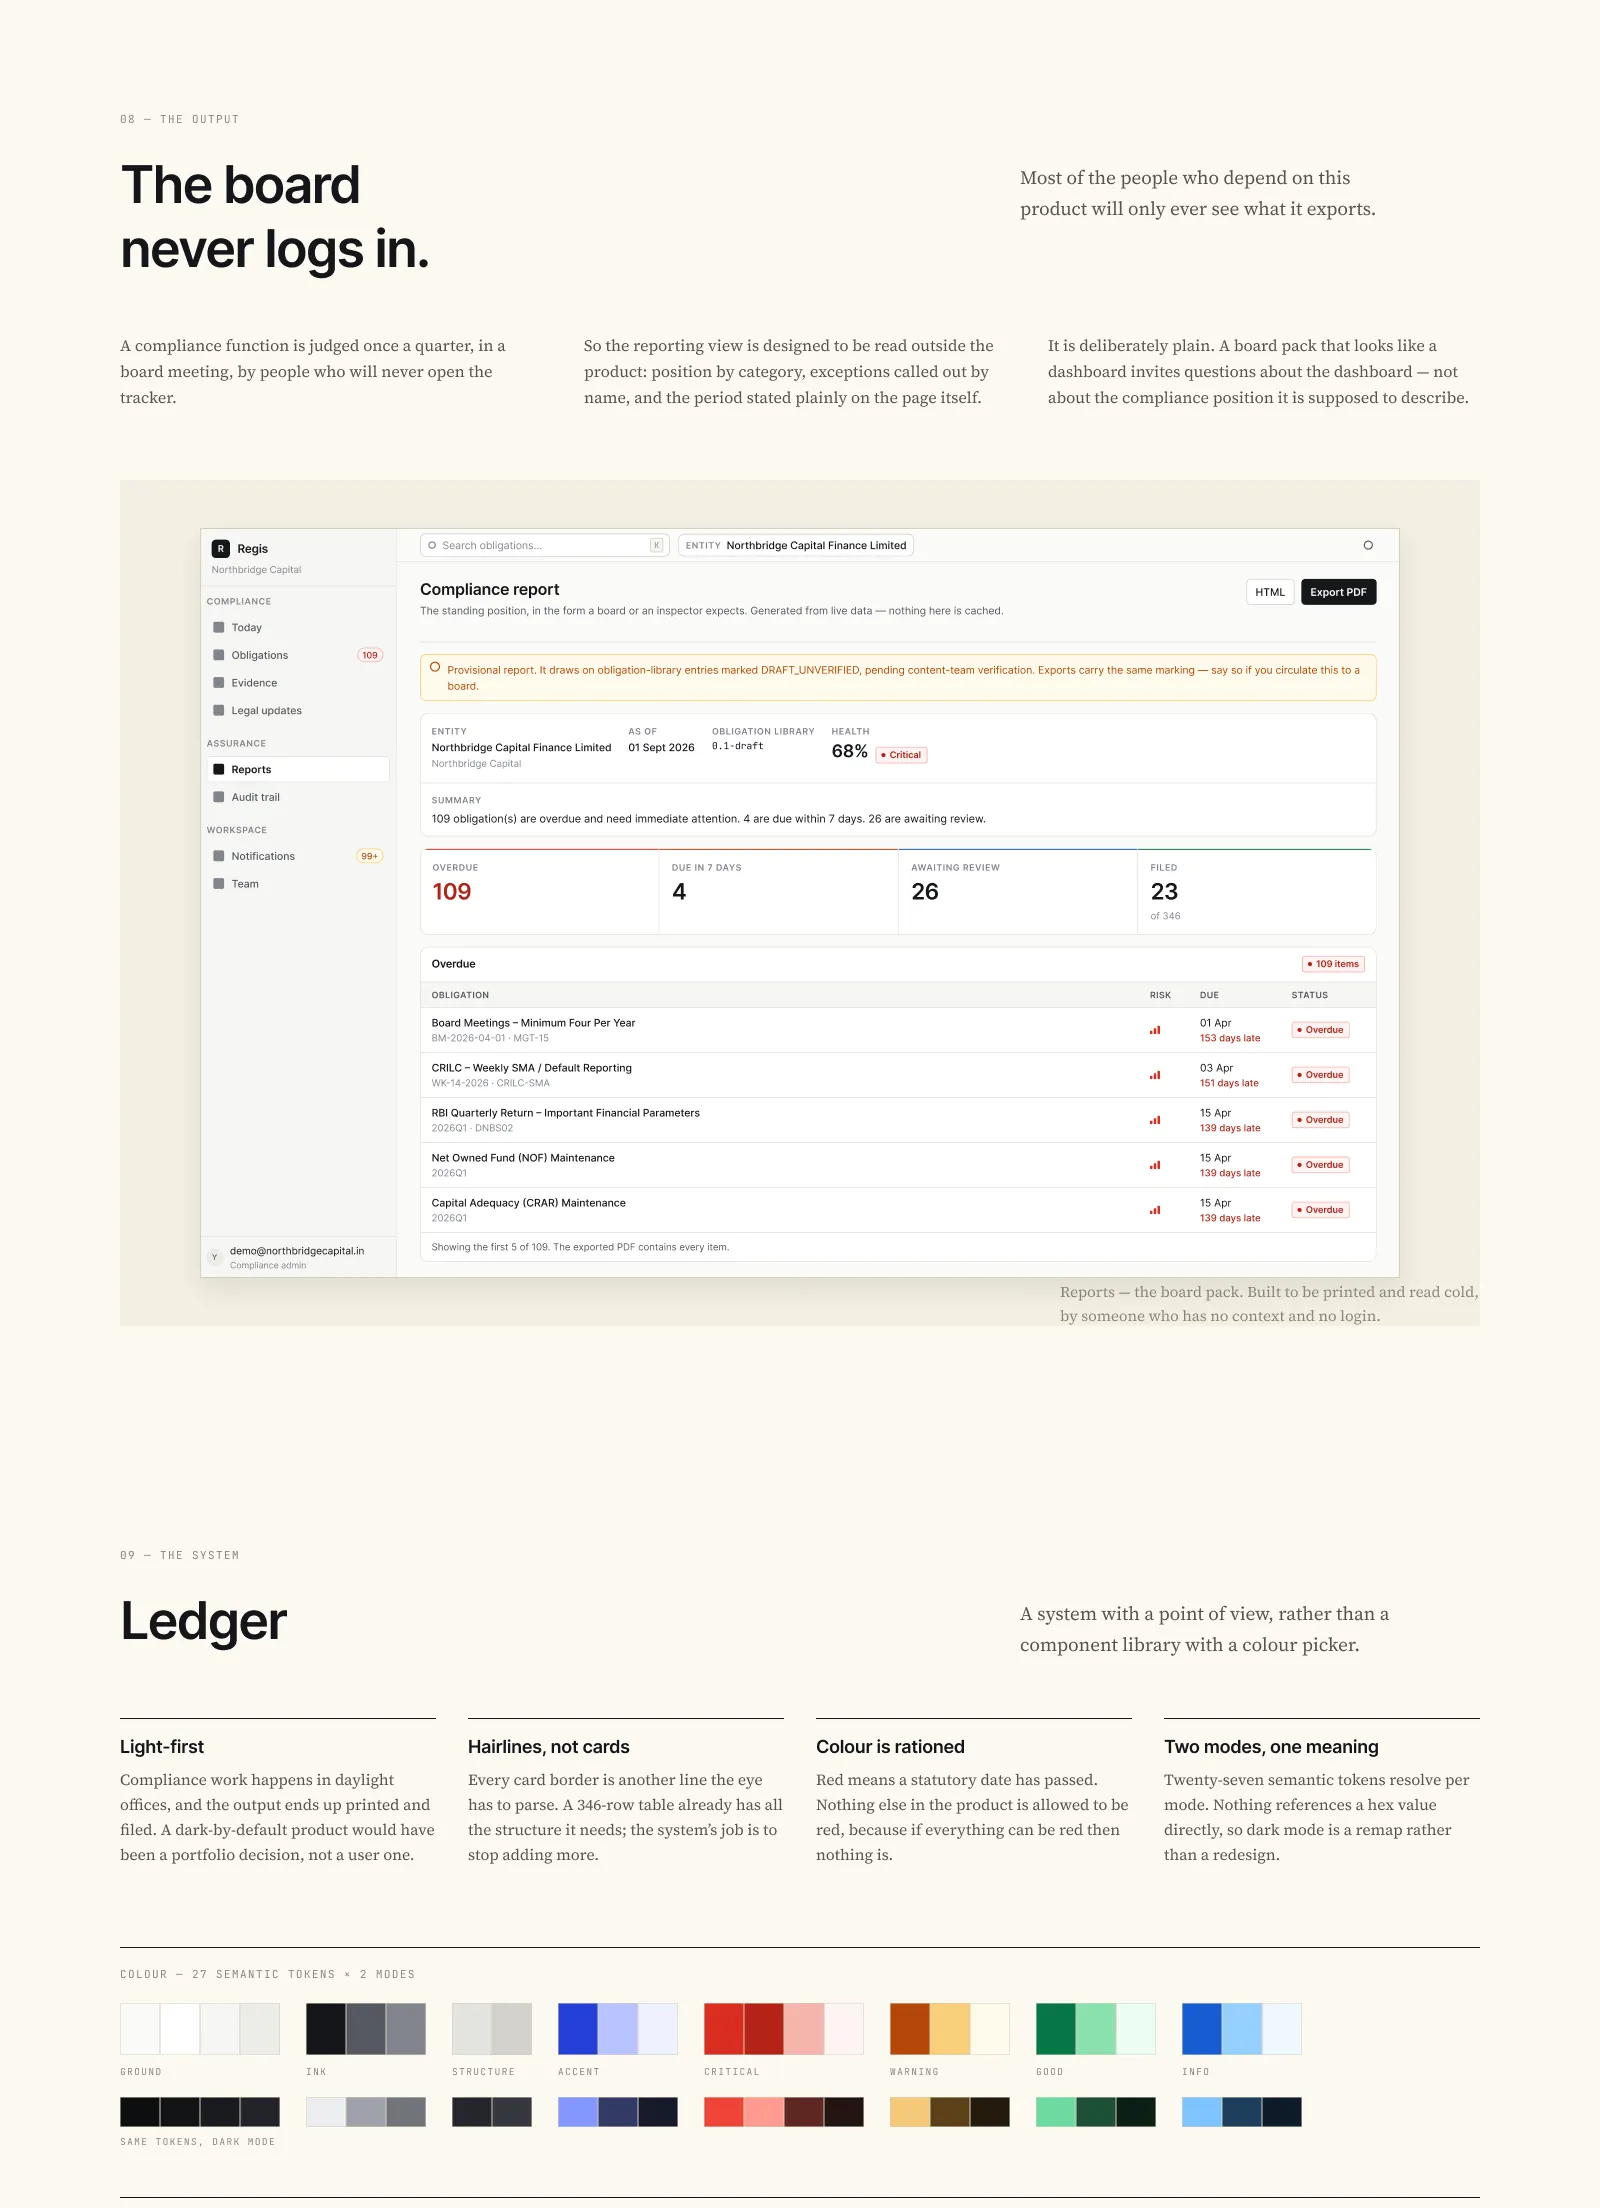 08 — THE OUTPUT
The board
never logs in.
Most of the people who depend on this
product will only ever see what it exports.
A compliance function is judged once a quarter, in a
board meeting, by people who will never open the
tracker.
So the reporting view is designed to be read outside the
product: position by category, exceptions called out by
name, and the period stated plainly on the page itself.
It is deliberately plain. A board pack that looks like a
dashboard invites questions about the dashboard — not
about the compliance position it is supposed to describe.
R Regis
Northbridge Capital
COMPLIANCE
Today
Obligations 109
Evidence
Legal updates
ASSURANCE
Reports
Audit trail
WORKSPACE
Notifications 99+
Team
Y demo@northbridgecapital.in
Compliance admin
Search obligations... K ENTITY Northbridge Capital Finance Limited
Compliance report
The standing position, in the form a board or an inspector expects. Generated from live data — nothing here is cached.
HTML Export PDF
Provisional report. It draws on obligation-library entries marked DRAFT_UNVERIFIED, pending content-team verification. Exports carry the same marking — say so if you circulate this to a
board.
ENTITY AS OF OBLIGATION LIBRARY HEALTH
Northbridge Capital Finance Limited 01 Sept 2026 0.1-draft 68% Critical
Northbridge Capital
SUMMARY
109 obligation(s) are overdue and need immediate attention. 4 are due within 7 days. 26 are awaiting review.
OVERDUE DUE IN 7 DAYS AWAITING REVIEW FILED
109 4 26 23
of 346
Overdue 109 items
OBLIGATION RISK DUE STATUS
Board Meetings – Minimum Four Per Year 01 Apr Overdue
BM-2026-04-01 · MGT-15 153 days late
CRILC – Weekly SMA / Default Reporting 03 Apr Overdue
WK-14-2026 · CRILC-SMA 151 days late
RBI Quarterly Return – Important Financial Parameters 15 Apr Overdue
2026Q1 · DNBS02 139 days late
Net Owned Fund (NOF) Maintenance 15 Apr Overdue
2026Q1 139 days late
Capital Adequacy (CRAR) Maintenance 15 Apr Overdue
2026Q1 139 days late
Showing the first 5 of 109. The exported PDF contains every item.
Reports — the board pack. Built to be printed and read cold,
by someone who has no context and no login.
09 — THE SYSTEM
Ledger
A system with a point of view, rather than a
component library with a colour picker.
Light-first
Compliance work happens in daylight
offices, and the output ends up printed and
filed. A dark-by-default product would have
been a portfolio decision, not a user one.
Hairlines, not cards
Every card border is another line the eye
has to parse. A 346-row table already has all
the structure it needs; the system’s job is to
stop adding more.
Colour is rationed
Red means a statutory date has passed.
Nothing else in the product is allowed to be
red, because if everything can be red then
nothing is.
Two modes, one meaning
Twenty-seven semantic tokens resolve per
mode. Nothing references a hex value
directly, so dark mode is a remap rather
than a redesign.
COLOUR — 27 SEMANTIC TOKENS × 2 MODES
GROUND INK STRUCTURE ACCENT CRITICAL WARNING GOOD INFO
SAME TOKENS, DARK MODE